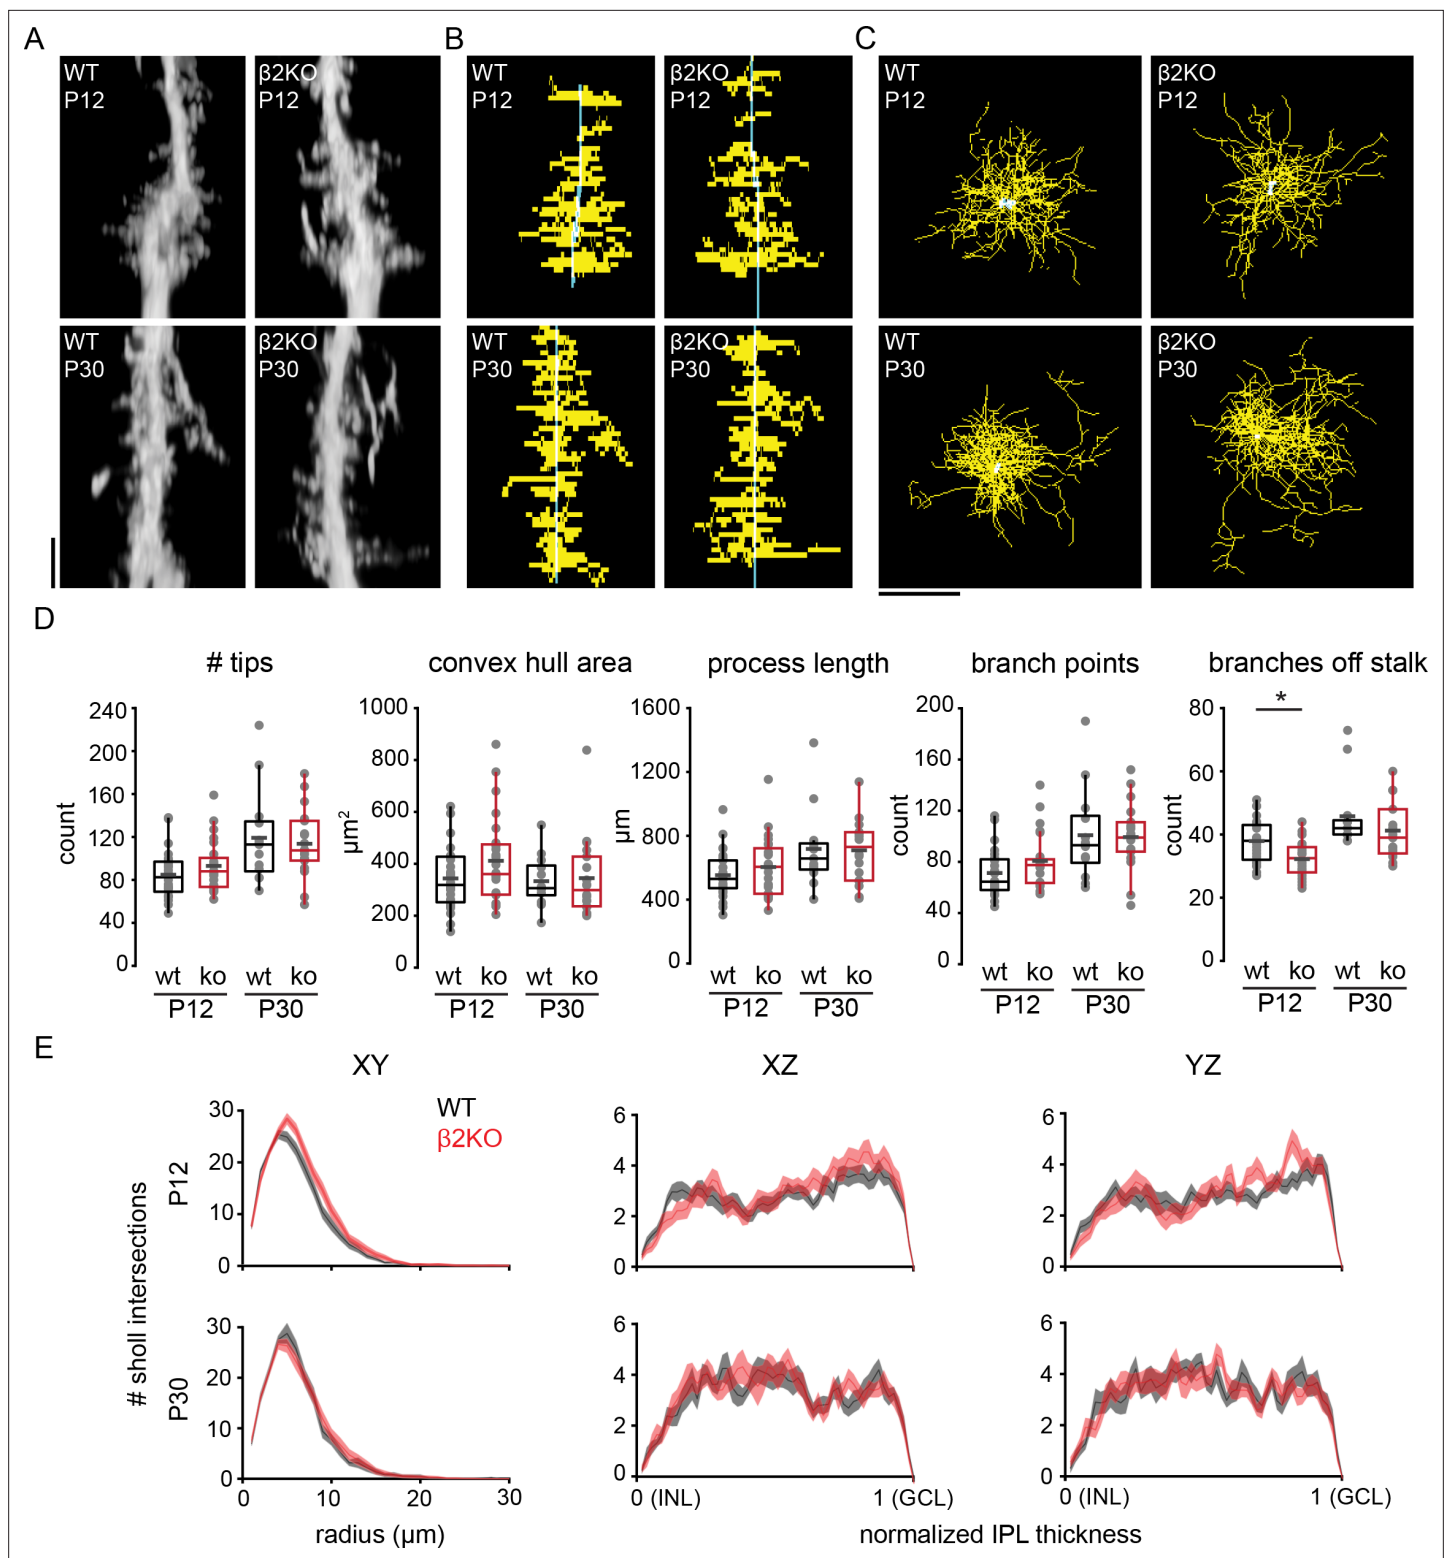 A B C
WT
P12
β2KO
P12
WT
P12
β2KO
P12
WT
P12
β2KO
P12
WT
P30
β2KO
P30
WT
P30
β2KO
P30
WT
P30
β2KO
P30
D
# tips
convex hull area
process length
branch points
branches off stalk
count
240
200
160
120
80
40
0
wt ko wt ko
P12 P30
µm²
1000
800
600
400
200
0
wt ko wt ko
P12 P30
µm
1600
1200
800
400
0
wt ko wt ko
P12 P30
count
200
160
120
80
40
0
wt ko wt ko
P12 P30
count
80
60
40
20
0
*
wt ko wt ko
P12 P30
E
XY XZ YZ
# sholl intersections
P12
30
20
10
0
WT
β2KO
6
4
2
0
6
4
2
0
P30
30
20
10
0
0 10 20 30
radius (µm)
6
4
2
0
0 (INL) 1 (GCL)
6
4
2
0
0 (INL) 1 (GCL)
normalized IPL thickness